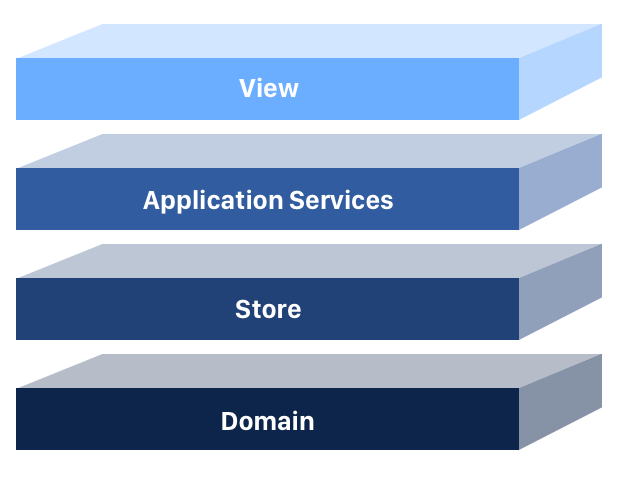 View
Application Services
Store
Domain